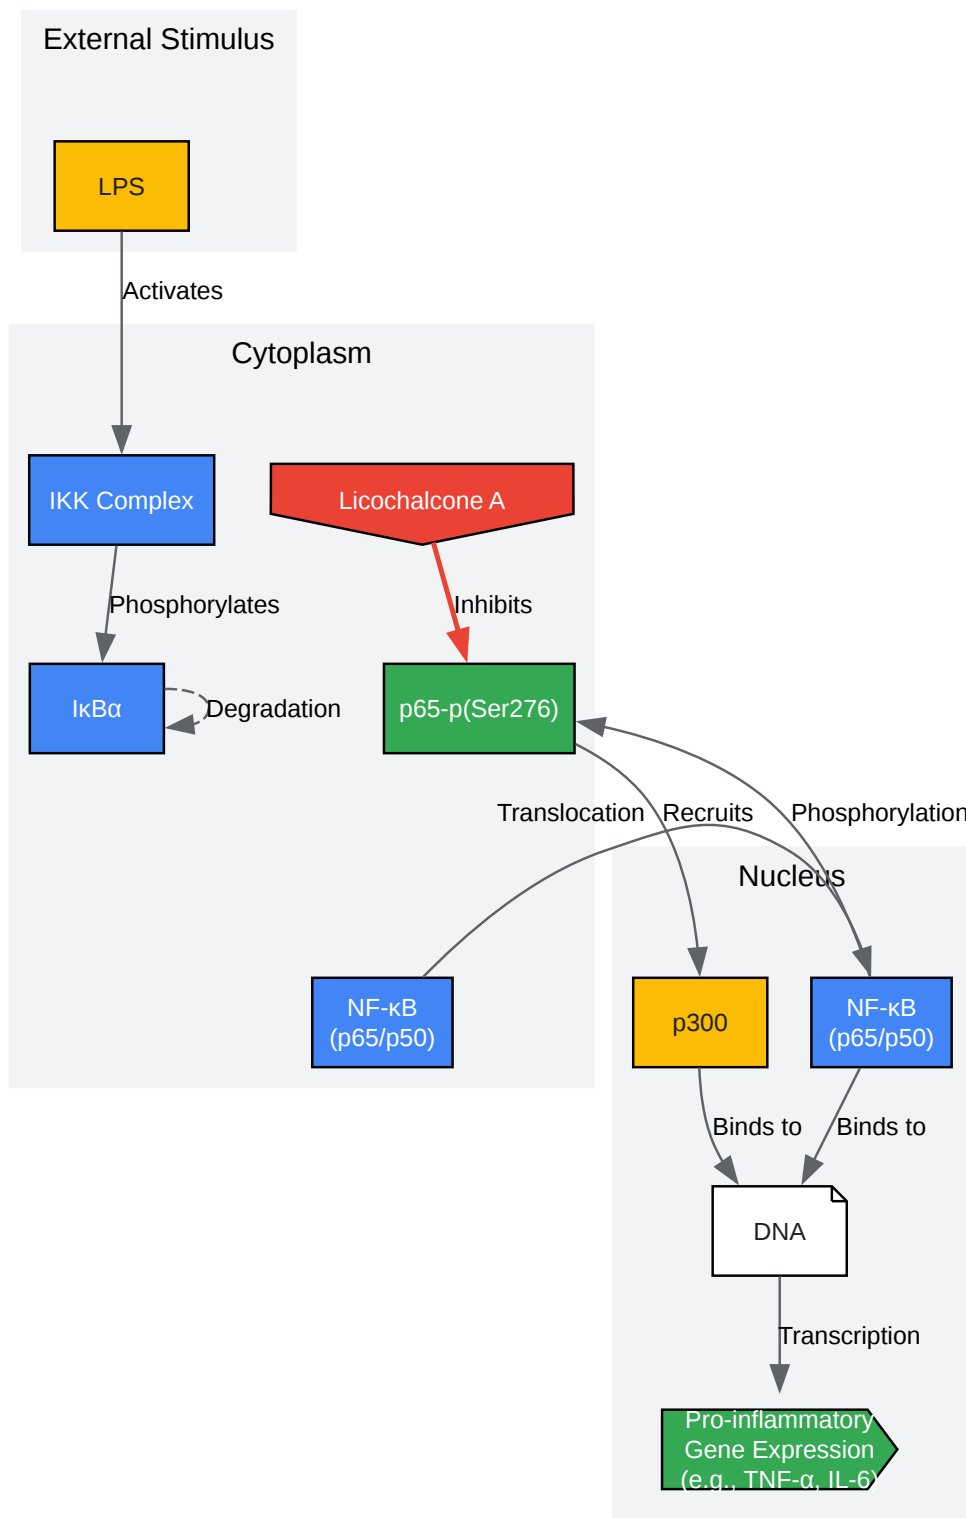 External Stimulus
LPS
Activates
Cytoplasm
IKK Complex
Licochalcone A
Phosphorylates
Inhibits
IκBα
Degradation
p65-p(Ser276)
Translocation
Recruits
Phosphorylation
Nucleus
NF-κB
(p65/p50)
p300
NF-κB
(p65/p50)
Binds to
Binds to
DNA
Transcription
Pro-inflammatory
Gene Expression
(e.g., TNF-α, IL-6)